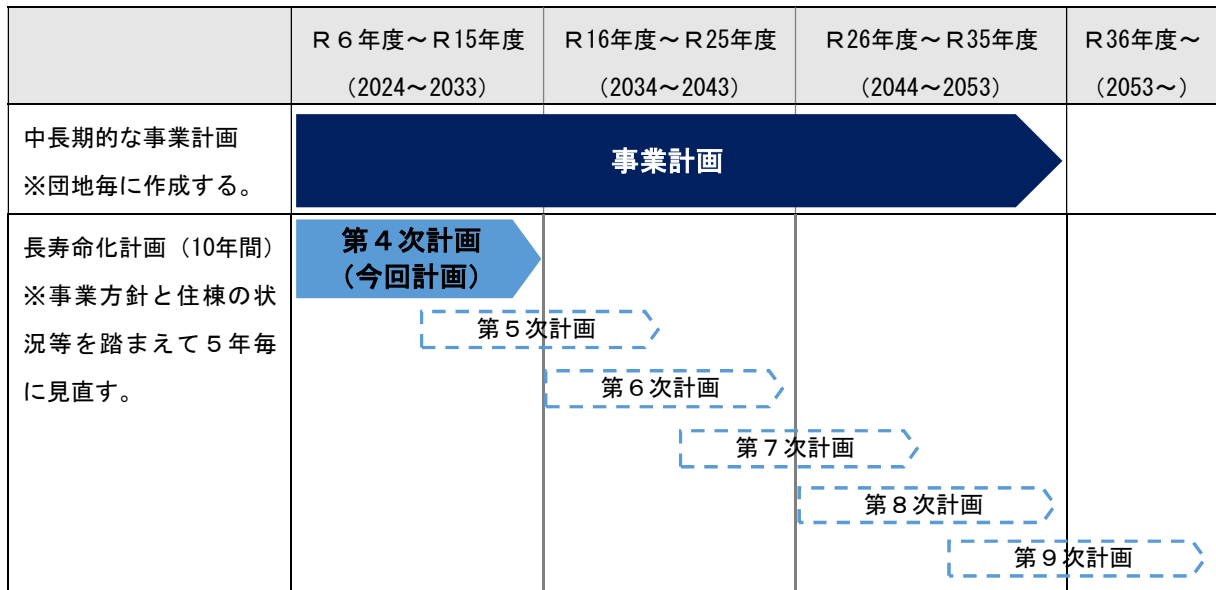 Ｒ６年度～Ｒ15年度
（2024～2033）
Ｒ16年度～Ｒ25年度
（2034～2043）
Ｒ26年度～Ｒ35年度
（2044～2053）
Ｒ36年度～
（2053～）
中長期的な事業計画
※団地毎に作成する。
事業計画
長寿命化計画（10年間）
※事業方針と住棟の状
況等を踏まえて５年毎
に見直す。
第４次計画
（今回計画）
第５次計画
第６次計画
第７次計画
第８次計画
第９次計画